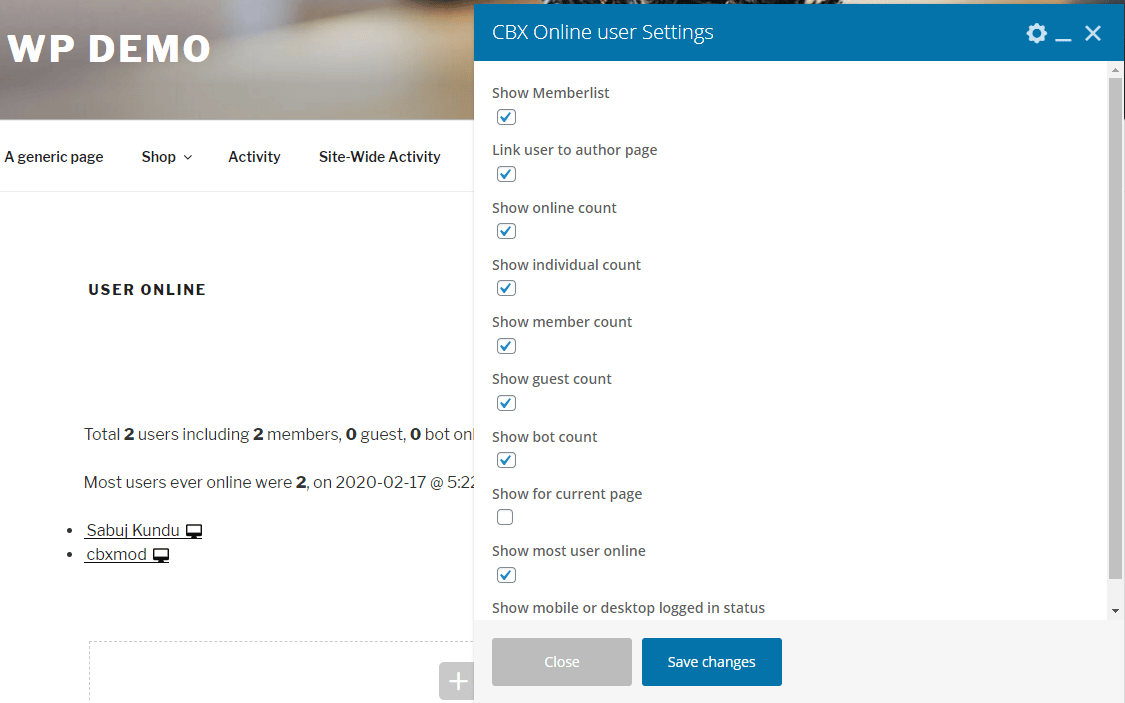 WP DEMO
A generic page
Shop
Activity
Site-Wide Activity
USER ONLINE
Total 2 users including 2 members, 0 guest, 0 bot
Most users ever online were 2, on 2020-02-17 @ 5:22
Sabuj Kundu
cbxmod
CBX Online user Settings
Show Memberlist
Link user to author page
Show online count
Show individual count
Show member count
Show guest count
Show bot count
Show for current page
Show most user online
Show mobile or desktop logged in status
Close
Save changes